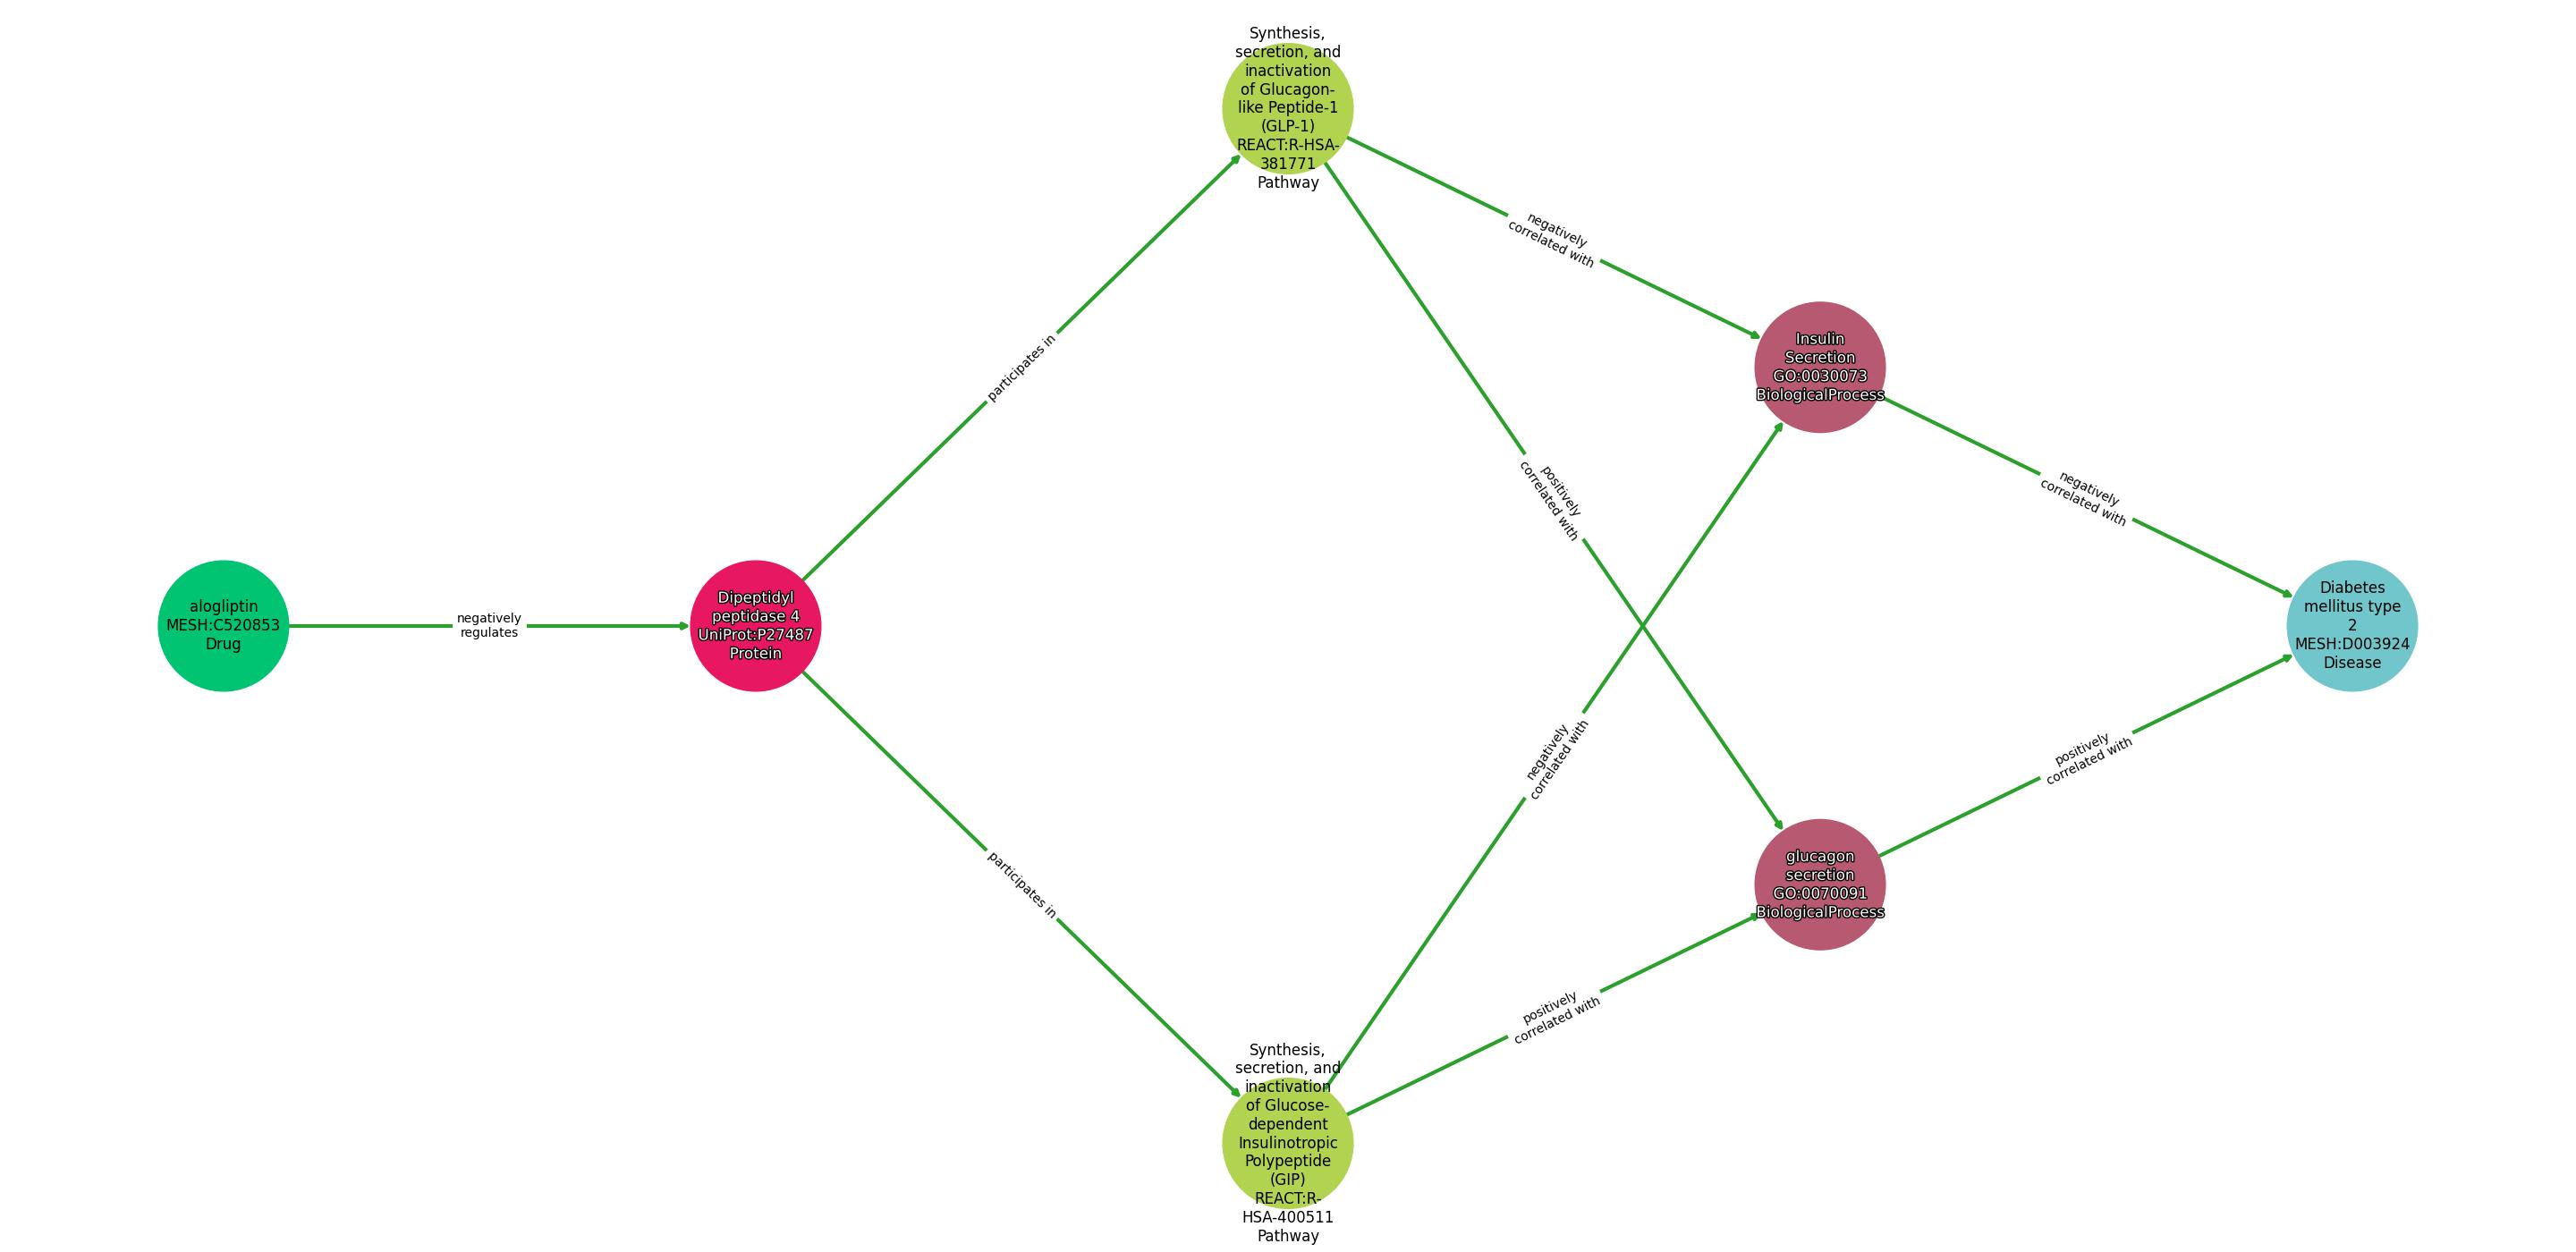 Synthesis,
secretion, and
inactivation
of Glucagon-
like Peptide-1
(GLP-1)
REACT:R-HSA-
381771
Pathway
negatively
correlated with
Insulin
Secretion
GO:0030073
BiologicalProcess
participates in
positively
correlated with
negatively
correlated with
alogliptin
MESH:C520853
Drug
negatively
regulates
Dipeptidyl
peptidase 4
UniProt:P27487
Protein
Diabetes
mellitus type
2
MESH:D003924
Disease
negatively
correlated with
positively
correlated with
participates in
glucagon
secretion
GO:0070091
BiologicalProcess
positively
correlated with
Synthesis,
secretion, and
inactivation
of Glucose-
dependent
Insulinotropic
Polypeptide
(GIP)
REACT:R-
HSA-400511
Pathway